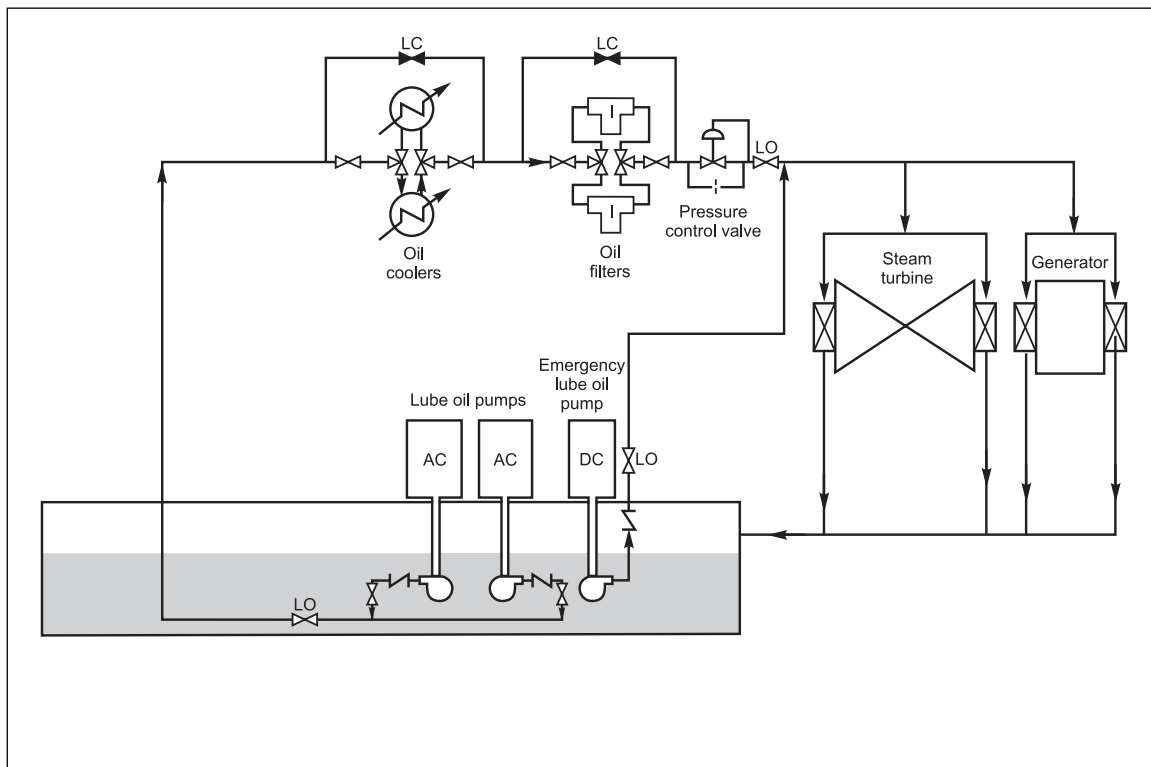 LC
LC
LO
Oil
coolers
Oil
filters
Pressure
control valve
Steam
turbine
Generator
Emergency
lube oil
pump
Lube oil pumps
AC
AC
DC
LO
LO